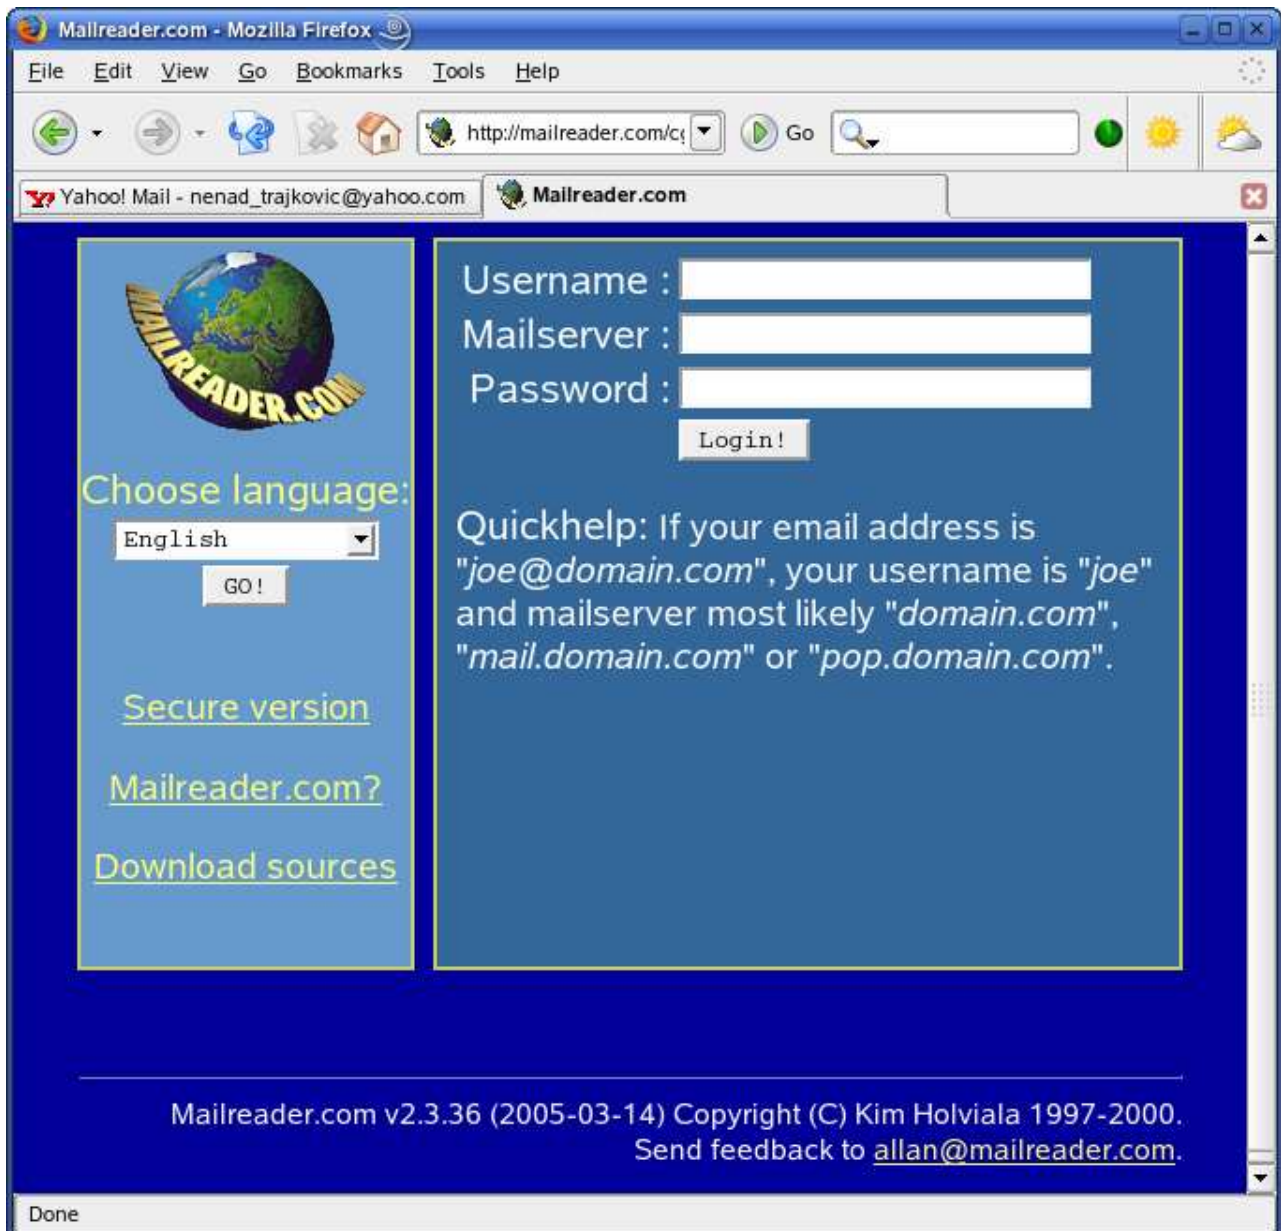 Mailreader.com - Mozilla Firefox
File Edit View Go Bookmarks Tools Help
http://mailreader.com/cg Go
Yahoo! Mail - nenad_trajkovic@yahoo.com Mailreader.com
MAILREADER.COM
Choose language:
English
GO!
Secure version
Mailreader.com?
Download sources
Username :
Mailserver :
Password :
Login!
Quickhelp: If your email address is
"joe@domain.com", your username is "joe"
and mailserver most likely "domain.com",
"mail.domain.com" or "pop.domain.com".
Mailreader.com v2.3.36 (2005-03-14) Copyright (C) Kim Holviala 1997-2000.
Send feedback to allan@mailreader.com.
Done